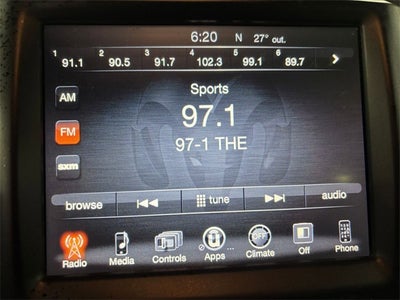 6:20 N 27° out.
1 2 3 4 5 6
91.1 90.5 91.7 102.3 99.1 89.7
AM
Sports
97.1
FM
97-1 THE
sxm
browse tune audio
Radio Media Controls Apps Climate Off Phone
OFF